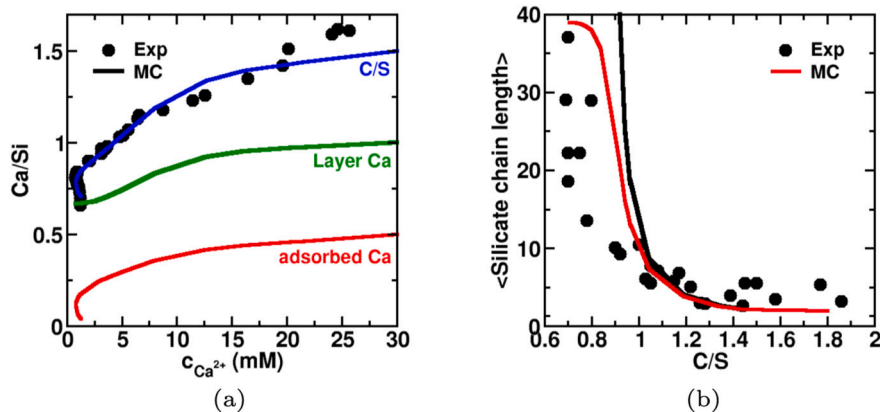 1.5
1
0.5
0
Ca/Si
Exp
MC
C/S
Layer Ca
adsorbed Ca
0 5 10 15 20 25 30
c Ca2+ (mM)
(a)
40
30
20
10
0
<Silicate chain length>
Exp
MC
0.6 0.8 1 1.2 1.4 1.6 1.8 2
C/S
(b)